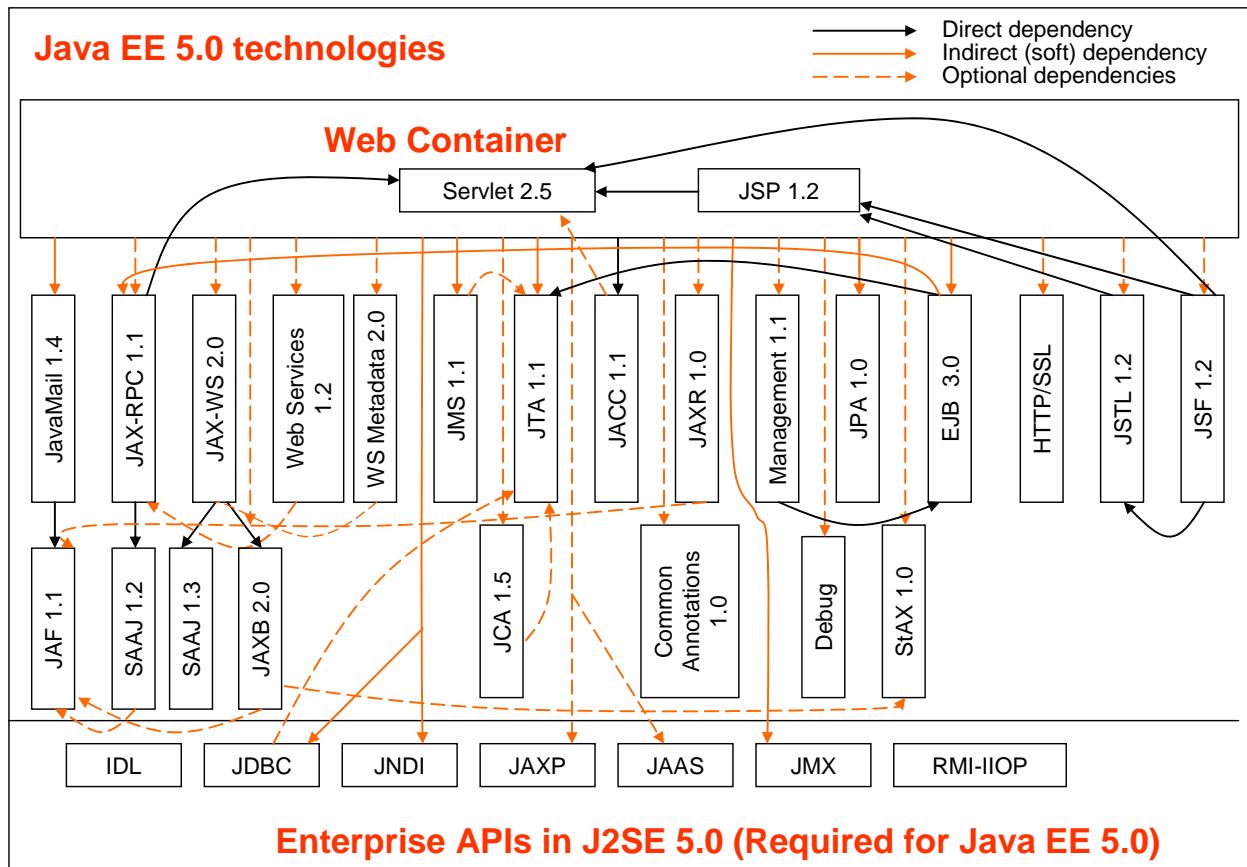 Java EE 5.0 technologies
Direct dependency
Indirect (soft) dependency
Optional dependencies
Web Container
Servlet 2.5
JSP 1.2
JavaMail 1.4
JAX-RPC 1.1
JAX-WS 2.0
Web Services
1.2
WS Metadata 2.0
JMS 1.1
JTA 1.1
JACC 1.1
JAXR 1.0
Management 1.1
JPA 1.0
EJB 3.0
HTTP/SSL
JSTL 1.2
JSF 1.2
JAF 1.1
SAAJ 1.2
SAAJ 1.3
JAXB 2.0
JCA 1.5
Common
Annotations
1.0
Debug
StAX 1.0
IDL
JDBC
JNDI
JAXP
JAAS
JMX
RMI-IIOP
Enterprise APIs in J2SE 5.0 (Required for Java EE 5.0)